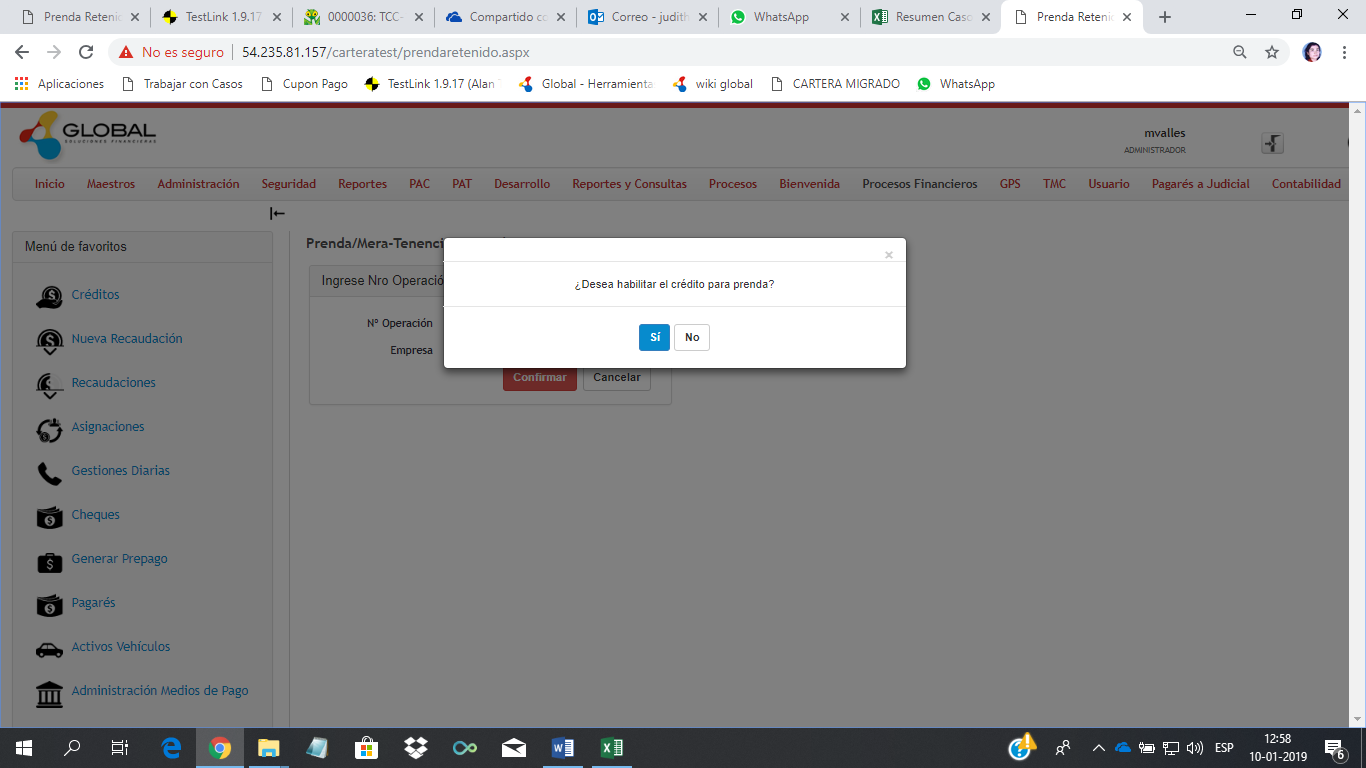 Prenda Reteni
TestLink 1.9.17
0000036: TCC-
Compartido co
Correo - judith
WhatsApp
Resumen Caso
Prenda Reteni
No es seguro
54.235.81.157/carteratest/prendaretenido.aspx
Aplicaciones
Trabajar con Casos
Cupon Pago
TestLink 1.9.17 (Alan
Global - Herramienta
wiki global
CARTERA MIGRADO
WhatsApp
GLOBAL
SOLUCIONES FINANCIERAS
mvalles
ADMINISTRADOR
Inicio Maestros Administración Seguridad Reportes PAC PAT Desarrollo Reportes y Consultas Procesos Bienvenida Procesos Financieros GPS TMC Usuario Pagarés a Judicial Contabilidad
Menú de favoritos
Créditos
Nueva Recaudación
Recaudaciones
Asignaciones
Gestiones Diarias
Cheques
Generar Prepago
Pagarés
Activos Vehículos
Administración Medios de Pago
Prenda/Mera-Tenenci
Ingrese Nro Operació
Nº Operación
Empresa
Confirmar Cancelar
×
¿Desea habilitar el crédito para prenda?
Sí No
ESP
12:58
10-01-2019
6